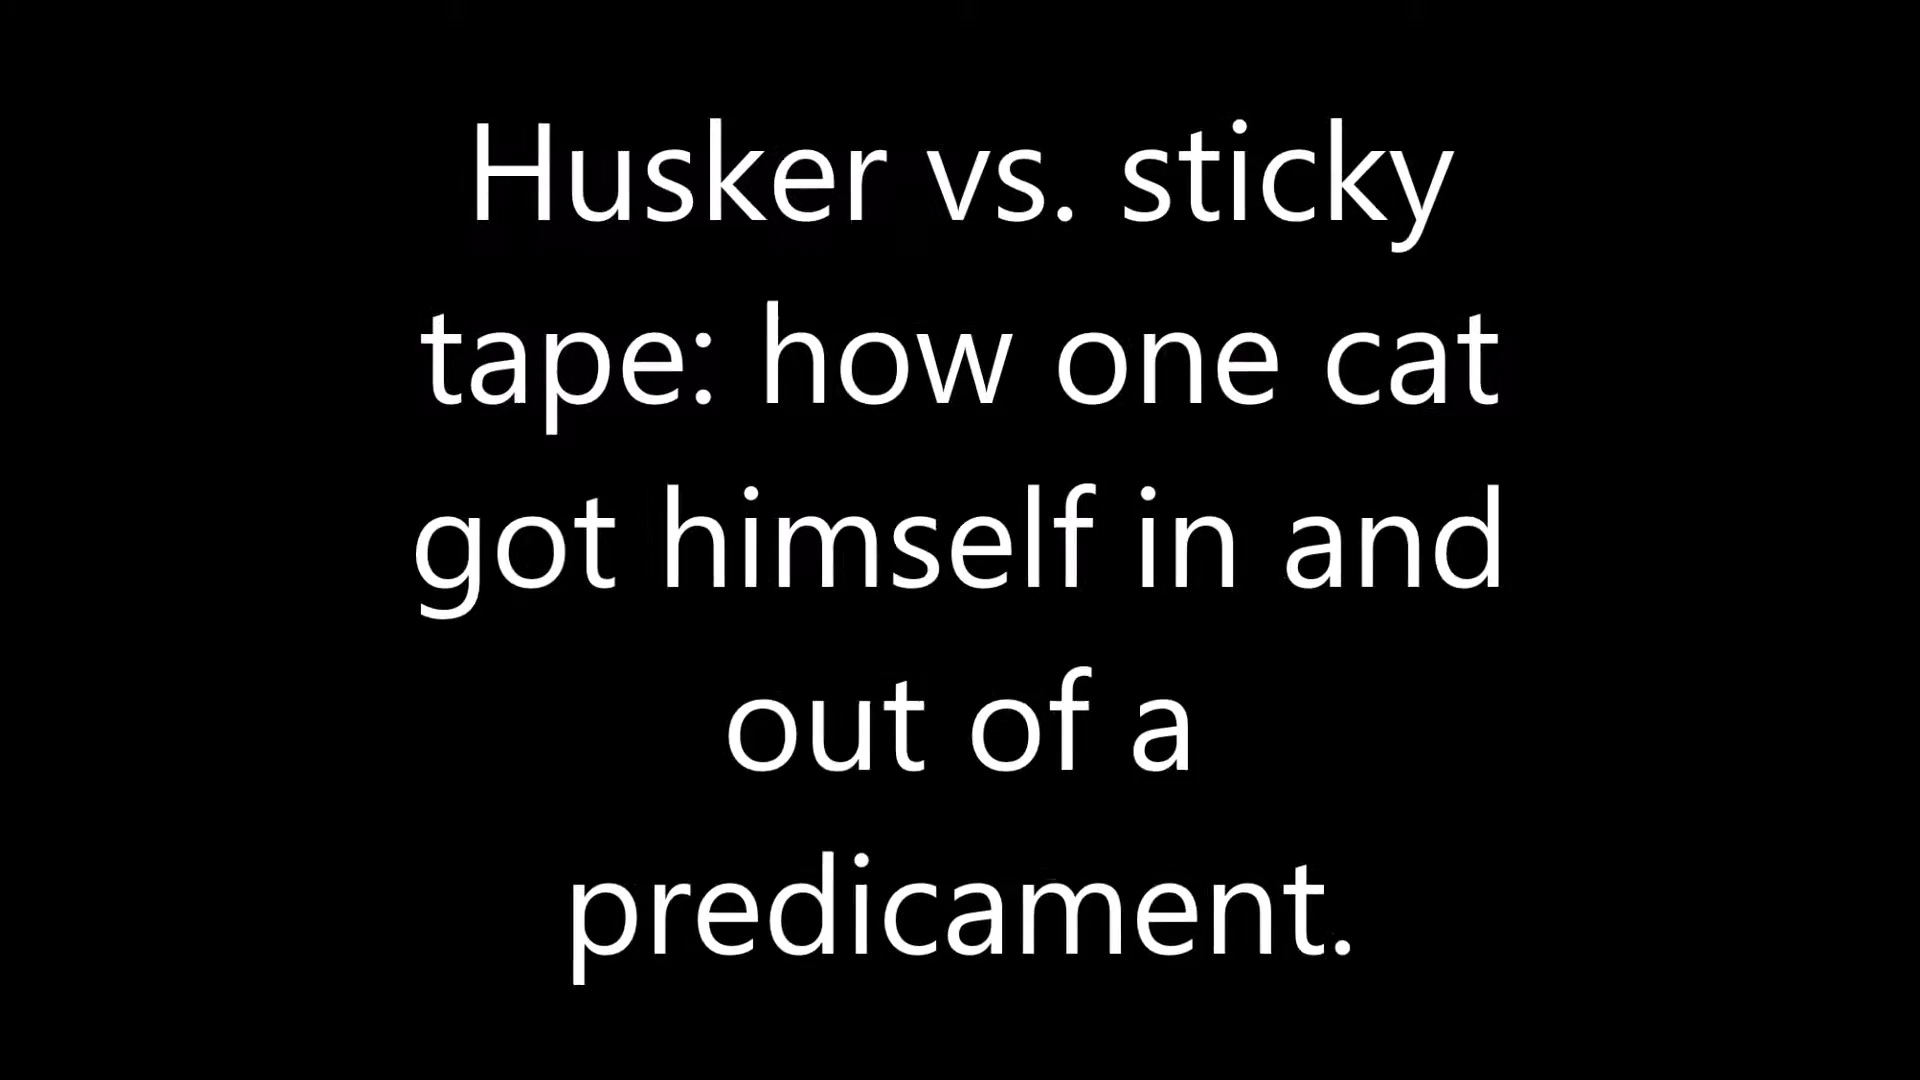 Husker vs. sticky
tape: how one cat
got himself in and
out of a
predicament.